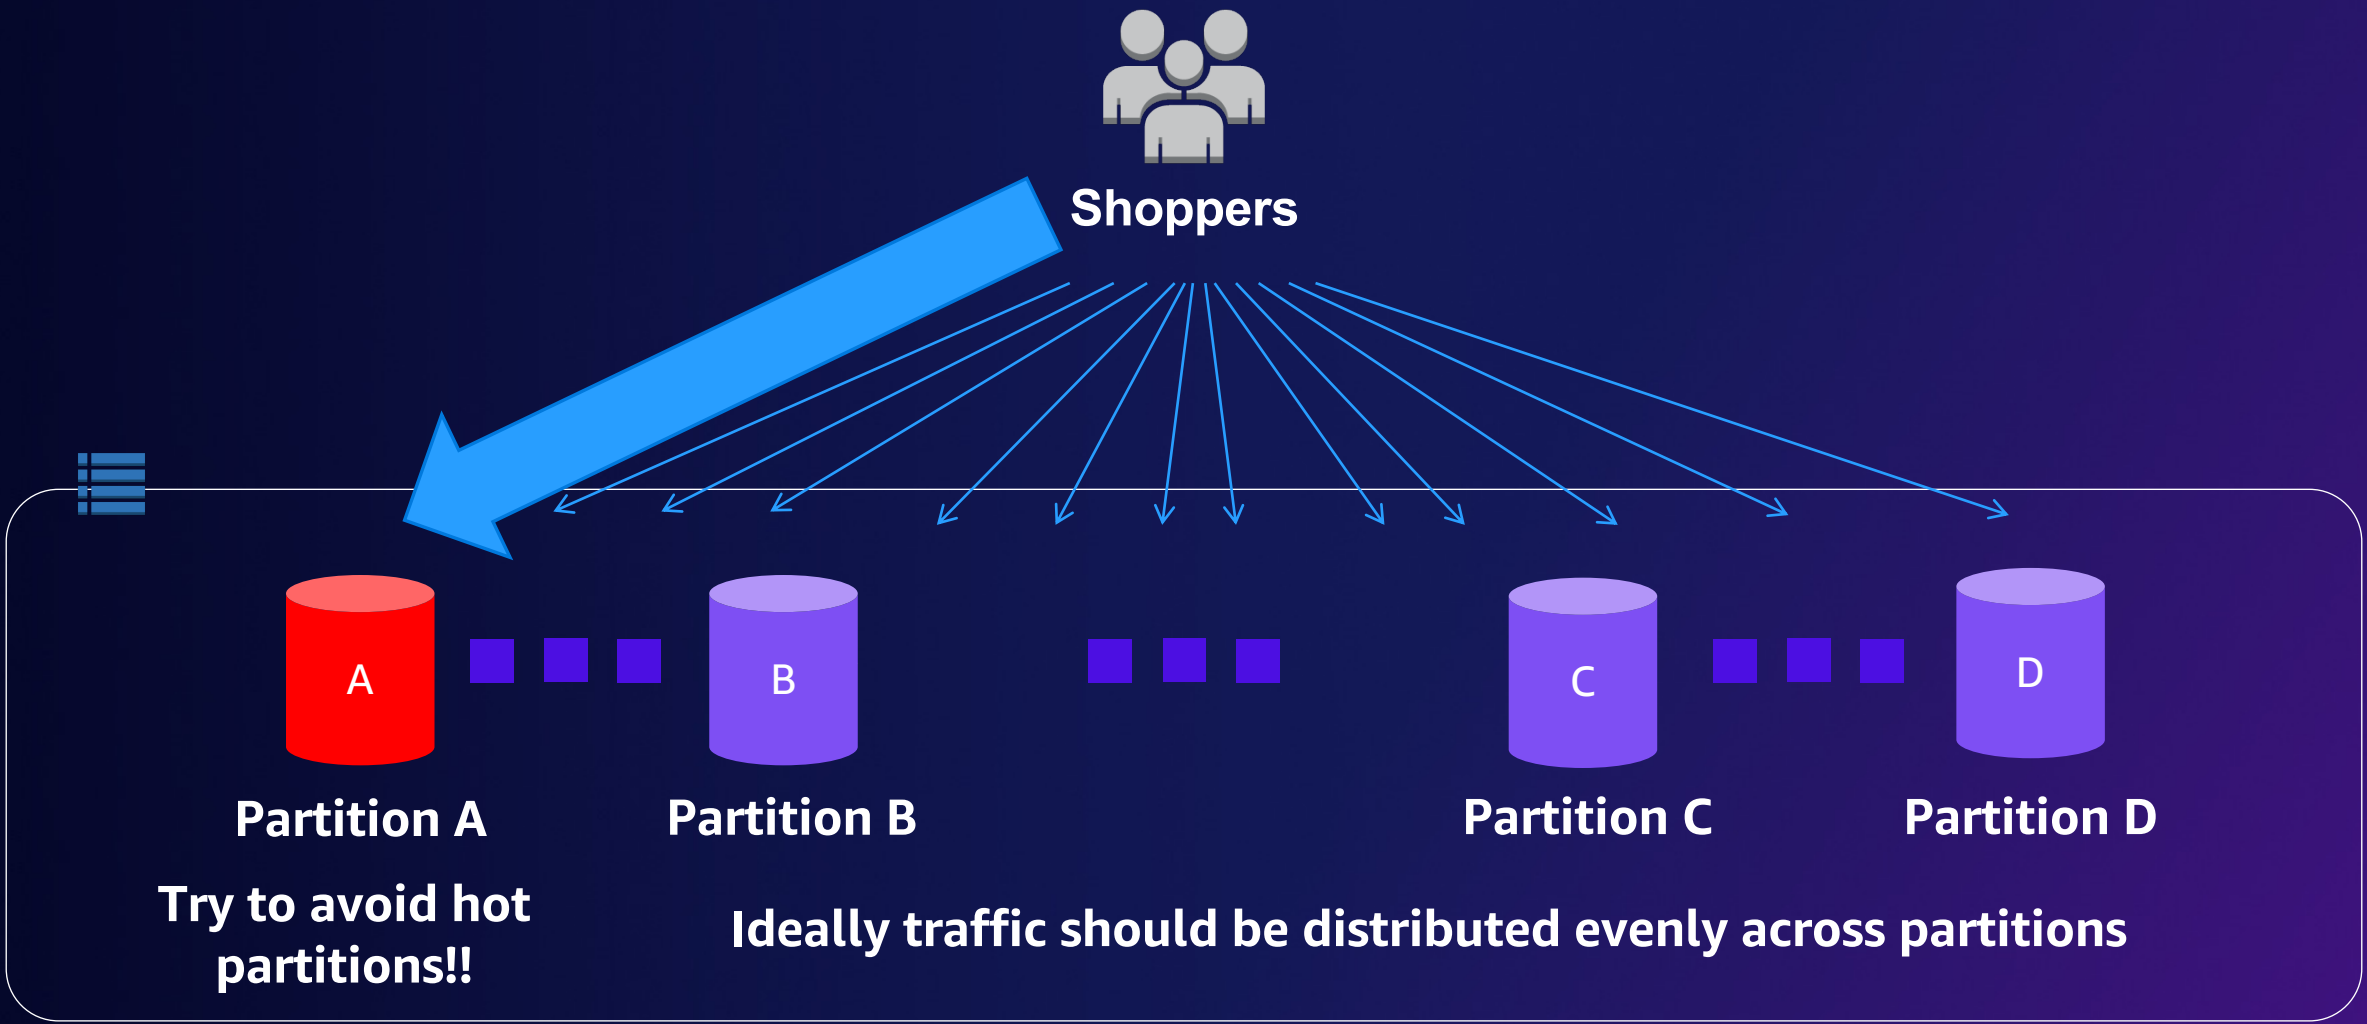 Shoppers
A
B
C
D
Partition A
Partition B
Partition C
Partition D
Try to avoid hot
partitions!!
Ideally traffic should be distributed evenly across partitions